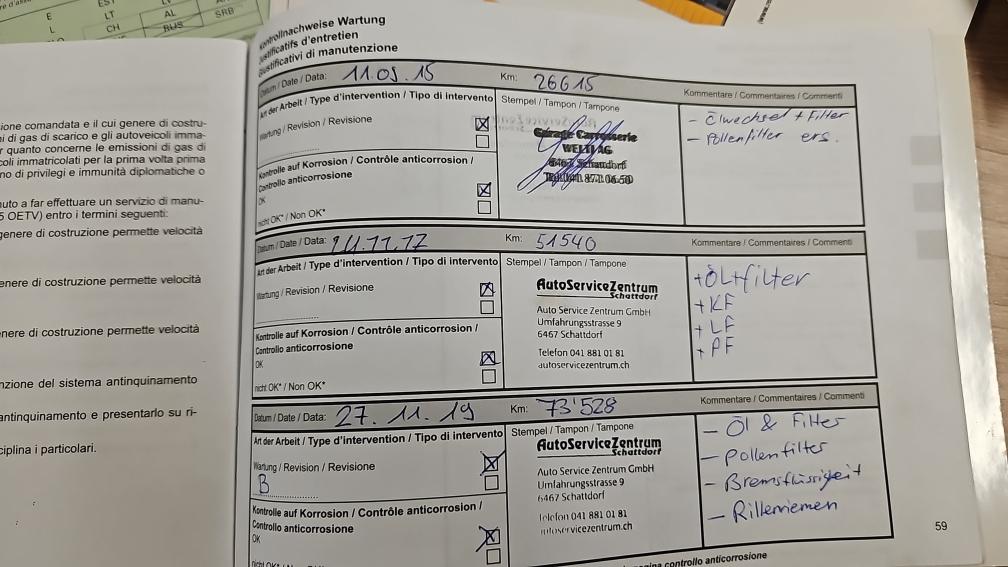 E
LT
AL
SRB
L
CH
RUS
Kontrollnachweise Wartung
Justificatifs d'entretien
Giustificativi di manutenzione
Datum / Date / Data: 11.05.15 Km: 26615 Kommentare / Commentaires / Commenti
Art der Arbeit / Type d'intervention / Tipo di intervento
Stempel / Tampon / Tampone
Wartung / Revision / Revisione
Kontrolle auf Korrosion / Contrôle anticorrosion /
Controllo anticorrosione
OK
nicht OK* / Non OK*
Garage Carrosserie
WELTI AG
6467 Schattdorf
- Ölwechsel + Filter
- Pollenfilter ers.
Datum / Date / Data: Km: 51540 Kommentare / Commentaires / Commenti
Art der Arbeit / Type d'intervention / Tipo di intervento
Stempel / Tampon / Tampone
Wartung / Revision / Revisione
Kontrolle auf Korrosion / Contrôle anticorrosion /
Controllo anticorrosione
OK
nicht OK* / Non OK*
AutoServiceZentrum
Schattdorf
Auto Service Zentrum GmbH
Umfahrungsstrasse 9
6467 Schattdorf
Telefon 041 881 01 81
autoservicezentrum.ch
+ ÖL+filter
+ KF
+ LF
+ PF
Datum / Date / Data: 27.11.19 Km: 73'528 Kommentare / Commentaires / Commenti
Art der Arbeit / Type d'intervention / Tipo di intervento
Stempel / Tampon / Tampone
Wartung / Revision / Revisione
B
Kontrolle auf Korrosion / Contrôle anticorrosion /
Controllo anticorrosione
OK
nicht OK* / Non OK*
AutoServiceZentrum
Schattdorf
Auto Service Zentrum GmbH
Umfahrungsstrasse 9
6467 Schattdorf
Telefon 041 881 01 81
autoservicezentrum.ch
- Öl & Filter
- Pollenfilter
- Bremsflüssigkeit
- Rillenriemen
59
pagina controllo anticorrosione
ione comandata e il cui genere di costru-
ni di gas di scarico e gli autoveicoli imma-
r quanto concerne le emissioni di gas di
coli immatricolati per la prima volta prima
no di privilegi e immunità diplomatiche o
nuto a far effettuare un servizio di manu-
5 OETV) entro i termini seguenti:
genere di costruzione permette velocità
enere di costruzione permette velocità
nere di costruzione permette velocità
nzione del sistema antinquinamento
antinquinamento e presentarlo su ri-
ciplina i particolari.